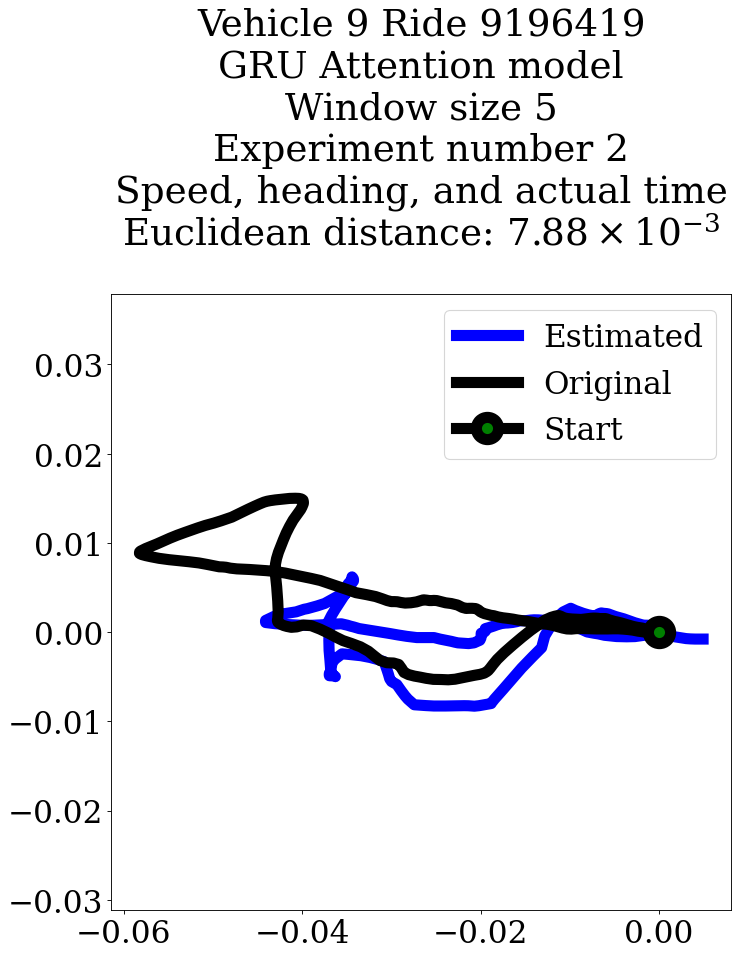 Vehicle 9 Ride 9196419
GRU Attention model
Window size 5
Experiment number 2
Speed, heading, and actual time
Euclidean distance: 7.88 × 10⁻³
Estimated
Original
Start
0.03
0.02
0.01
0.00
−0.01
−0.02
−0.03
−0.06
−0.04
−0.02
0.00